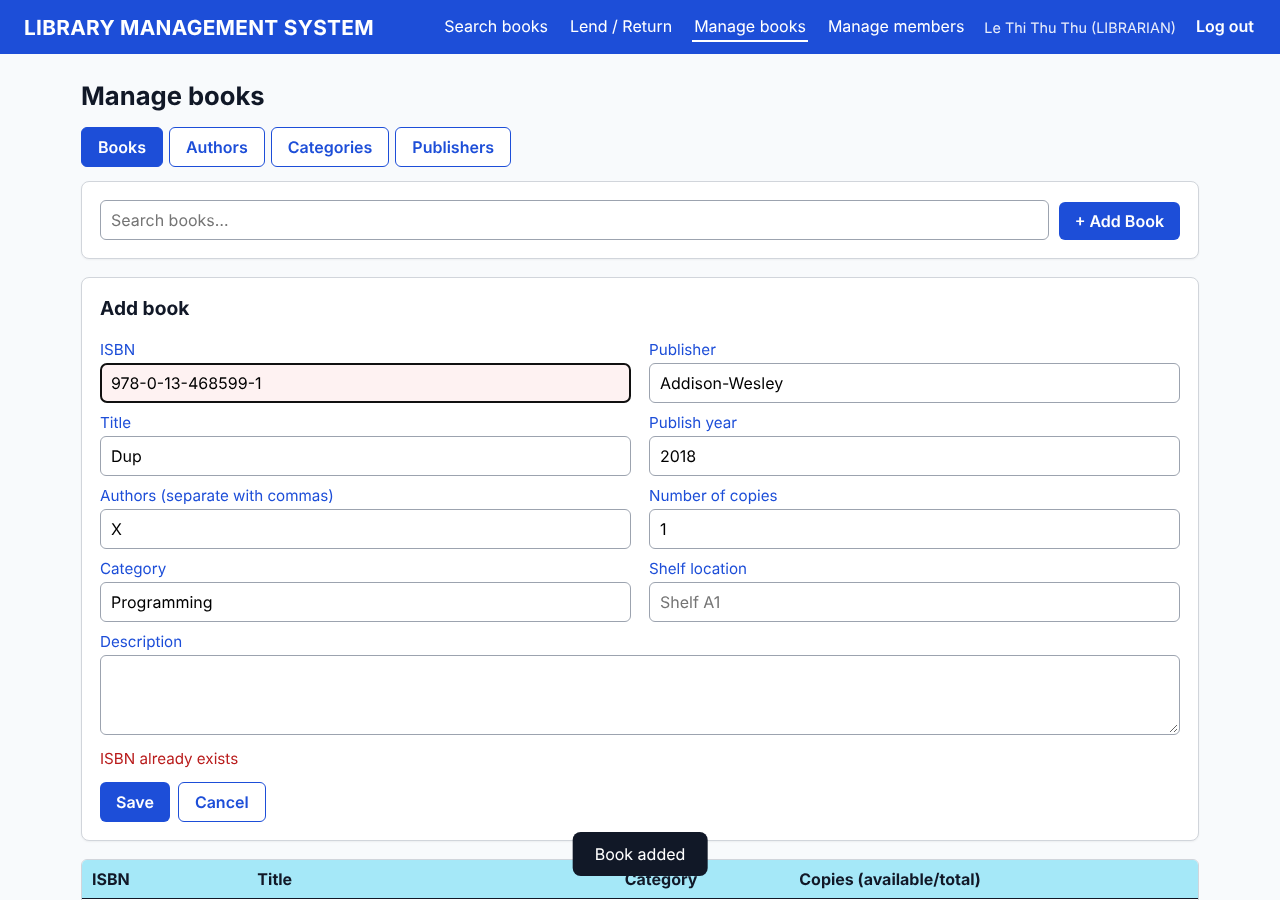 LIBRARY MANAGEMENT SYSTEM Search books Lend / Return Manage books Manage members Le Thi Thu Thu (LIBRARIAN) Log out
Manage books
Books Authors Categories Publishers
Search books... + Add Book
Add book
ISBN Publisher
978-0-13-468599-1 Addison-Wesley
Title Publish year
Dup 2018
Authors (separate with commas) Number of copies
X 1
Category Shelf location
Programming Shelf A1
Description
ISBN already exists
Save Cancel
Book added
ISBN Title Category Copies (available/total)